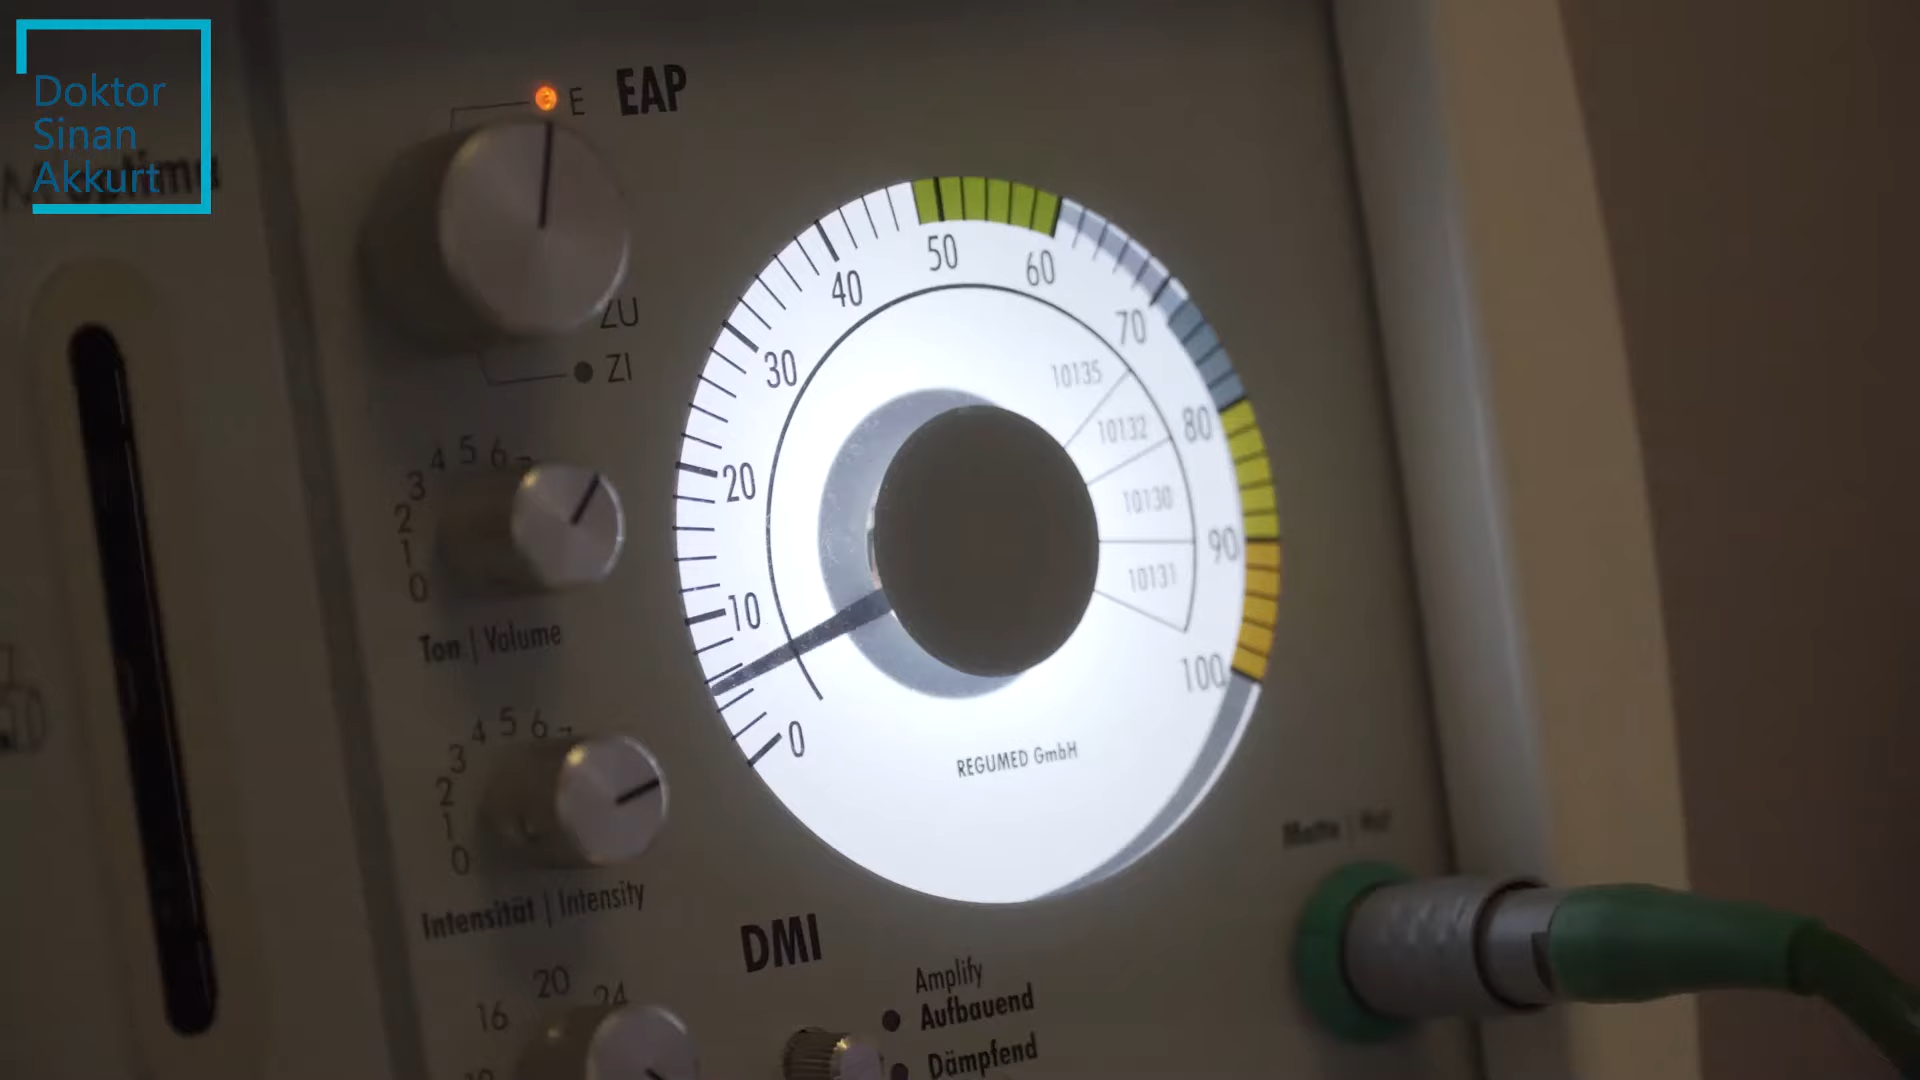 Doktor
Sinan
Akkurt
E EAP
ZU
ZI
0 1 2 3 4 5 6
Ton | Volume
0 1 2 3 4 5 6
Intensität | Intensity
16 20 24
0 10 20 30 40 50 60 70 80 90 100
10135
10132
10130
10131
REGUMED GmbH
DMI
Amplify
Aufbauend
Dämpfend